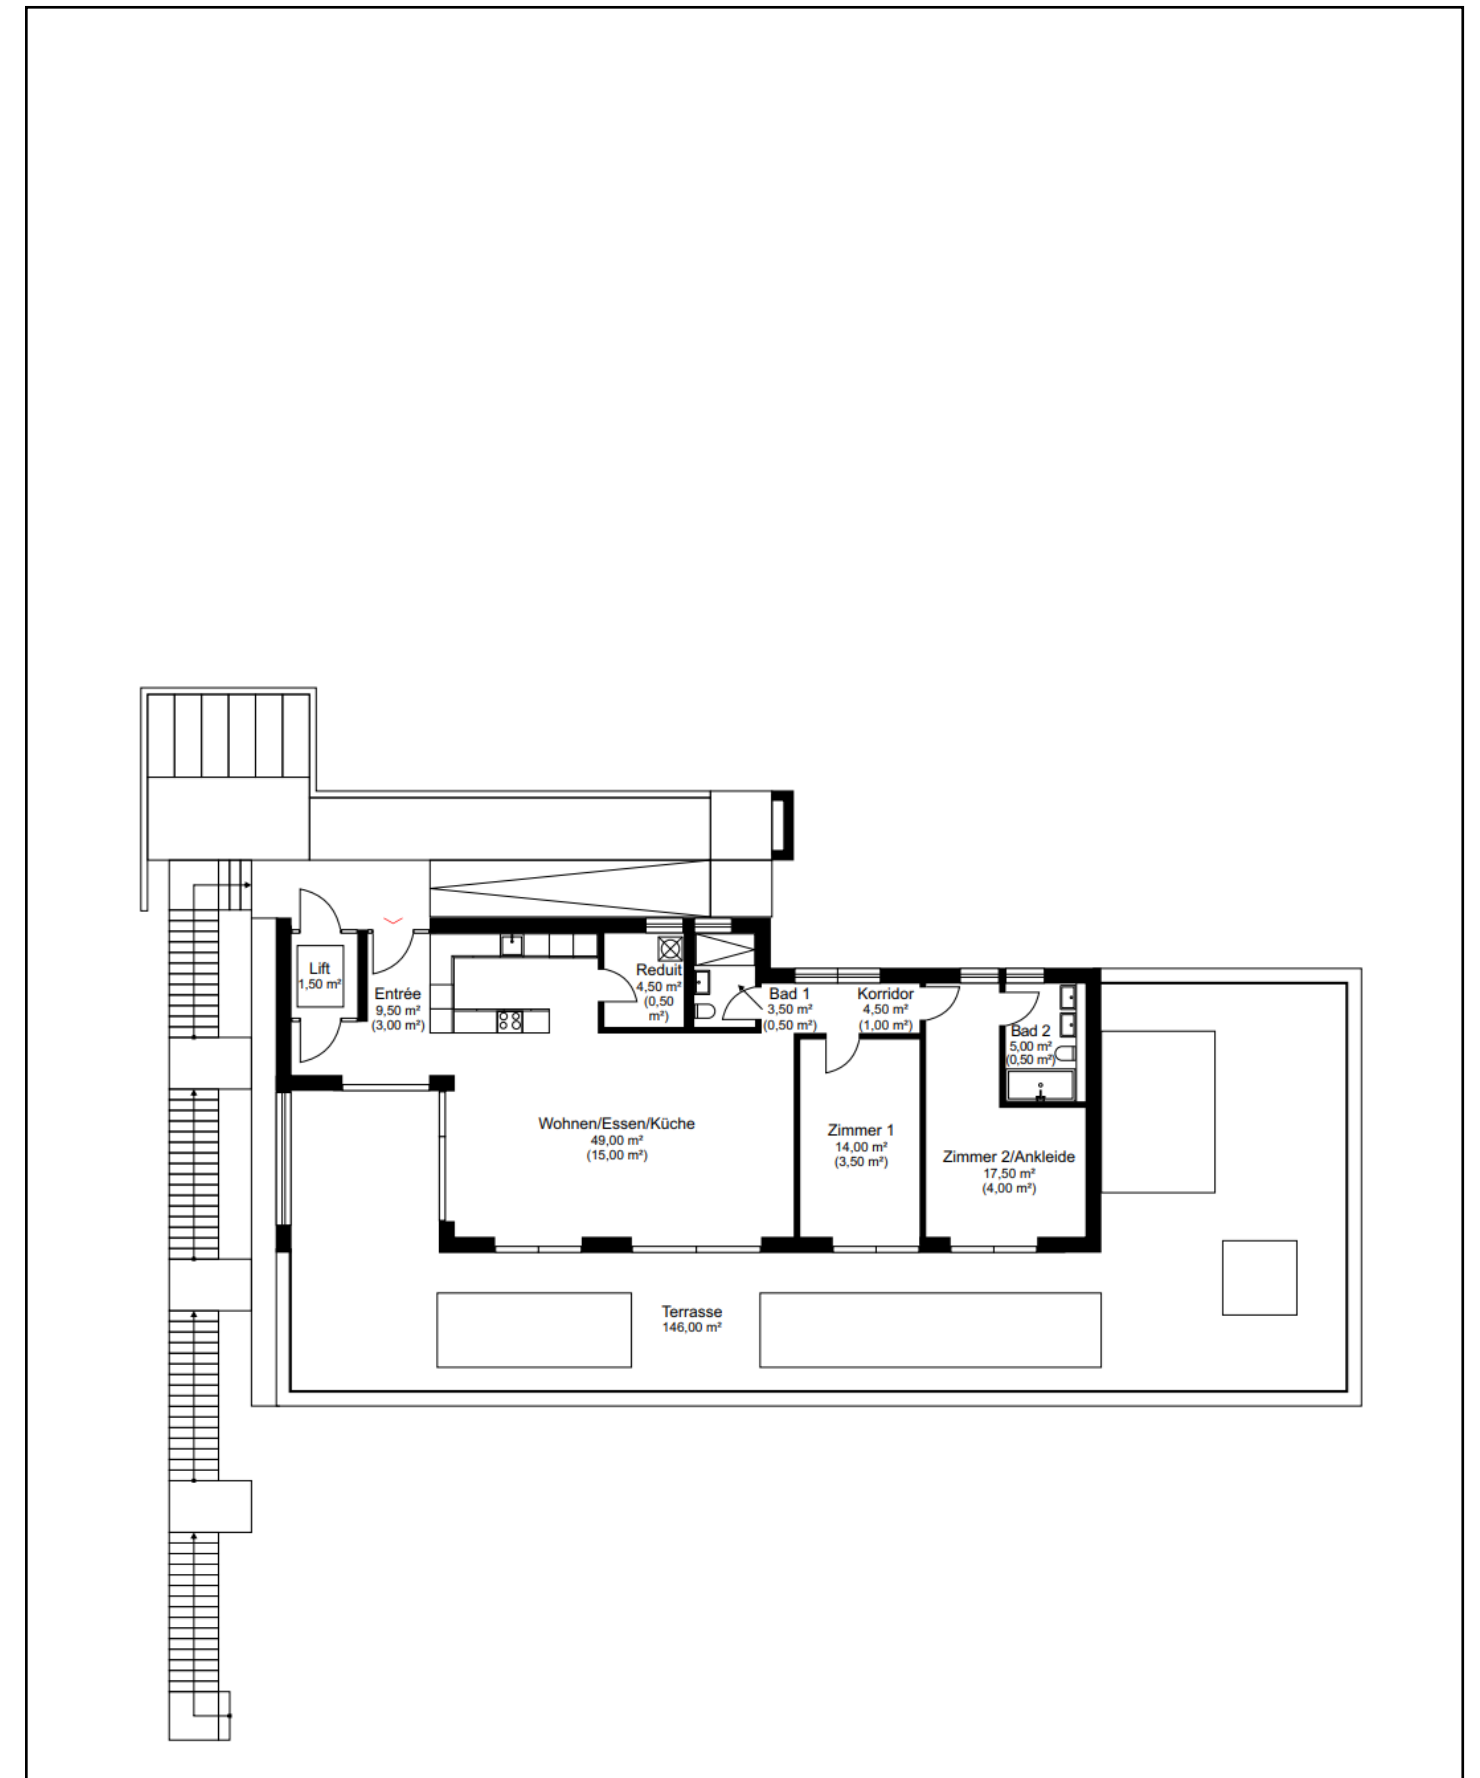 Lift
1,50 m²
Entrée
9,50 m²
(3,00 m²)
Reduit
4,50 m²
(0,50
m²)
Bad 1
3,50 m²
(0,50 m²)
Korridor
4,50 m²
(1,00 m²)
Bad 2
5,00 m²
(0,50 m²)
Wohnen/Essen/Küche
49,00 m²
(15,00 m²)
Zimmer 1
14,00 m²
(3,50 m²)
Zimmer 2/Ankleide
17,50 m²
(4,00 m²)
Terrasse
146,00 m²